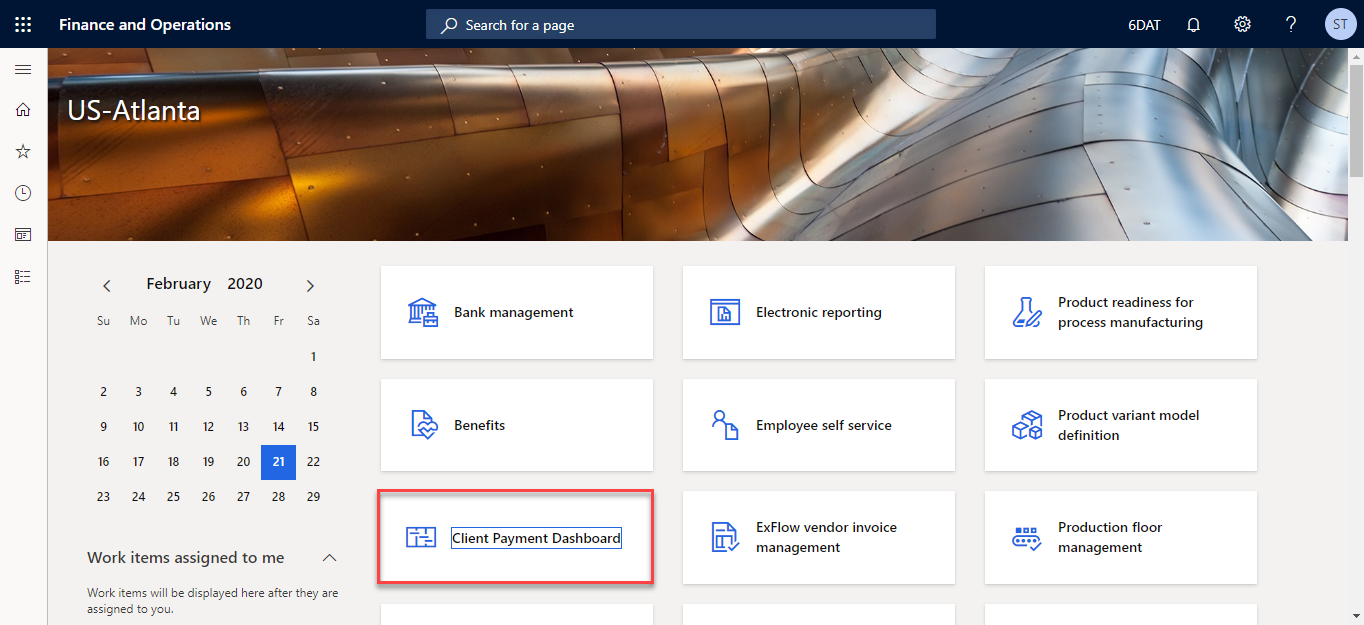 Finance and Operations
Search for a page
6DAT
?
ST
US-Atlanta
February 2020
Su Mo Tu We Th Fr Sa
1
2 3 4 5 6 7 8
9 10 11 12 13 14 15
16 17 18 19 20 21 22
23 24 25 26 27 28 29
Work items assigned to me
Work items will be displayed here after they are
assigned to you.
Bank management
Electronic reporting
Product readiness for
process manufacturing
Benefits
Employee self service
Product variant model
definition
Client Payment Dashboard
ExFlow vendor invoice
management
Production floor
management